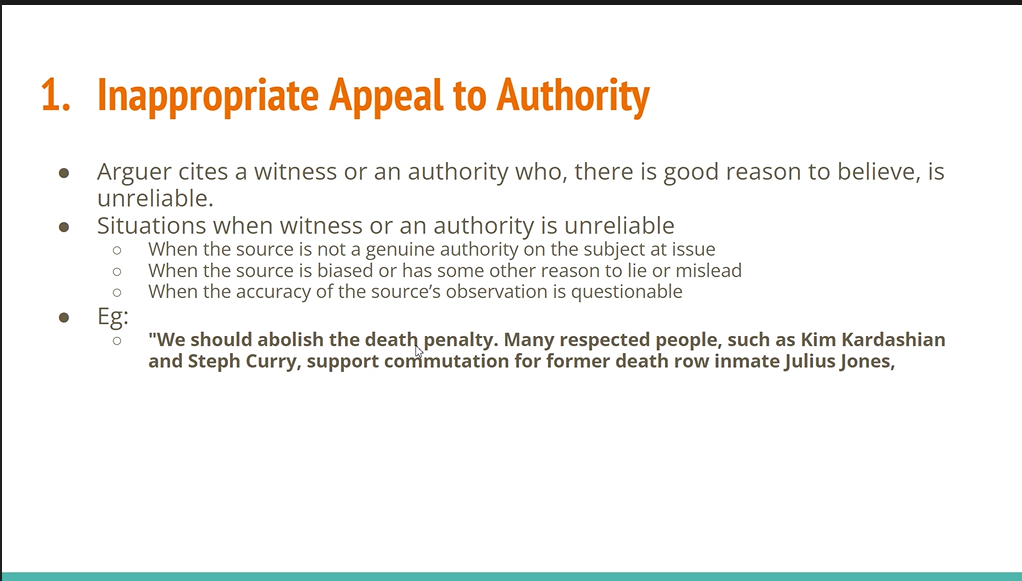 1. Inappropriate Appeal to Authority
● Arguer cites a witness or an authority who, there is good reason to believe, is
unreliable.
● Situations when witness or an authority is unreliable
○ When the source is not a genuine authority on the subject at issue
○ When the source is biased or has some other reason to lie or mislead
○ When the accuracy of the source’s observation is questionable
● Eg:
○ "We should abolish the death penalty. Many respected people, such as Kim Kardashian
and Steph Curry, support commutation for former death row inmate Julius Jones,